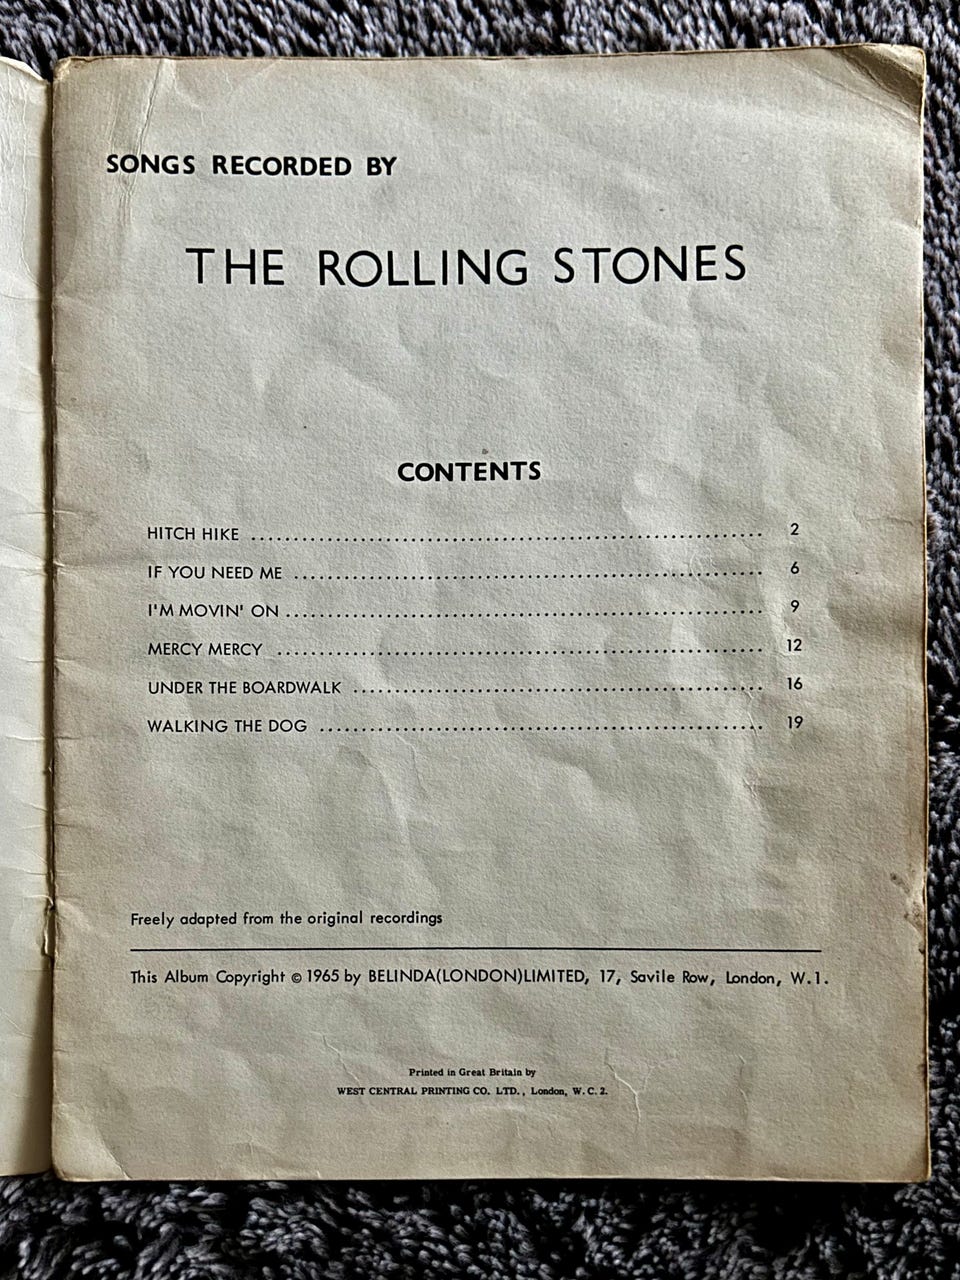 SONGS RECORDED BY
THE ROLLING STONES
CONTENTS
HITCH HIKE ............................................................ 2
IF YOU NEED ME ....................................................... 6
I'M MOVIN' ON ........................................................ 9
MERCY MERCY ......................................................... 12
UNDER THE BOARDWALK ................................................ 16
WALKING THE DOG .................................................... 19
Freely adapted from the original recordings
This Album Copyright © 1965 by BELINDA(LONDON)LIMITED, 17, Savile Row, London, W.1.
Printed in Great Britain by
WEST CENTRAL PRINTING CO. LTD., London, W.C.2.